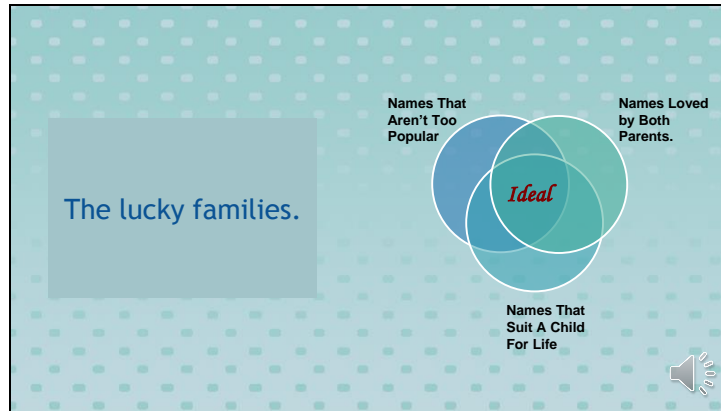 The lucky families.
Names That
Aren't Too
Popular
Names Loved
by Both
Parents.
Ideal
Names That
Suit A Child
For Life